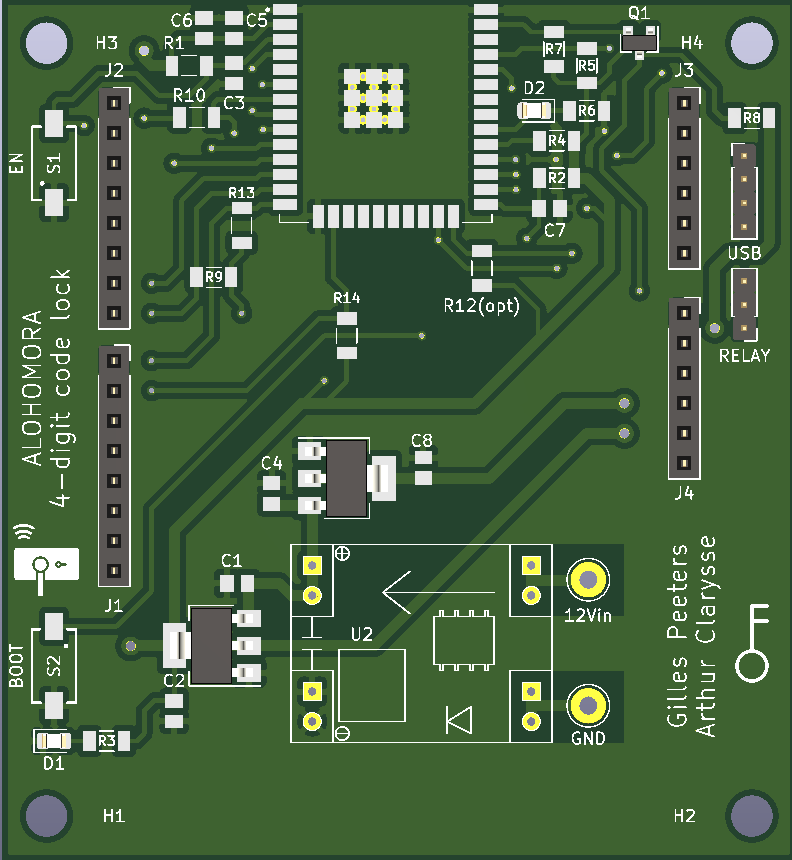 C6
C5
Q1
H3
R1
R7
H4
J2
R5
J3
D2
R10
C3
R6
R8
R4
EN
S1
R2
R13
C7
USB
R9
R14
R12(opt)
RELAY
ALOHOMORA
4-digit code lock
C8
C4
J4
C1
J1
12Vin
U2
BOOT
S2
C2
Gilles Peeters
Arthur Clarysse
R3
GND
D1
H1
H2